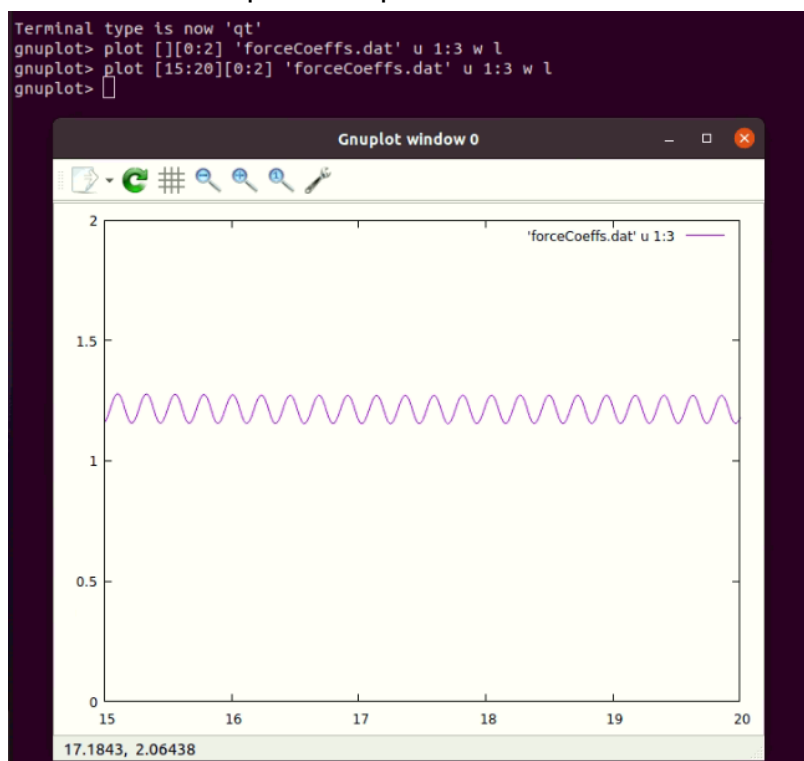 Terminal type is now 'qt'
gnuplot> plot [][0:2] 'forceCoeffs.dat' u 1:3 w l
gnuplot> plot [15:20][0:2] 'forceCoeffs.dat' u 1:3 w l
gnuplot>
Gnuplot window 0
2
'forceCoeffs.dat' u 1:3
1.5
1
0.5
0
15 16 17 18 19 20
17.1843, 2.06438